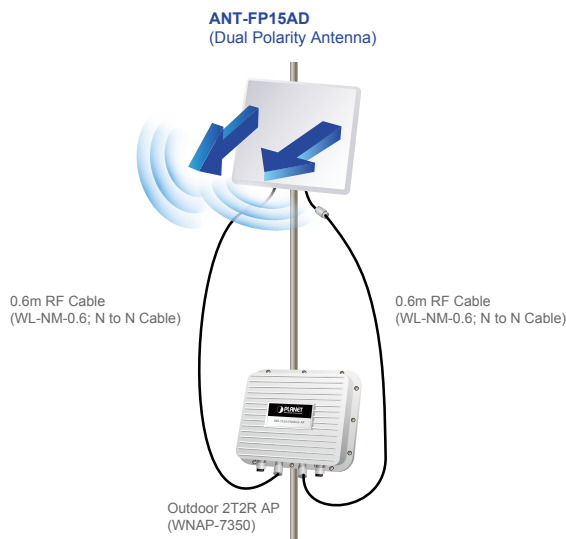 ANT-FP15AD
(Dual Polarity Antenna)
0.6m RF Cable
(WL-NM-0.6; N to N Cable)
0.6m RF Cable
(WL-NM-0.6; N to N Cable)
PLANET
Outdoor 2T2R AP
(WNAP-7350)